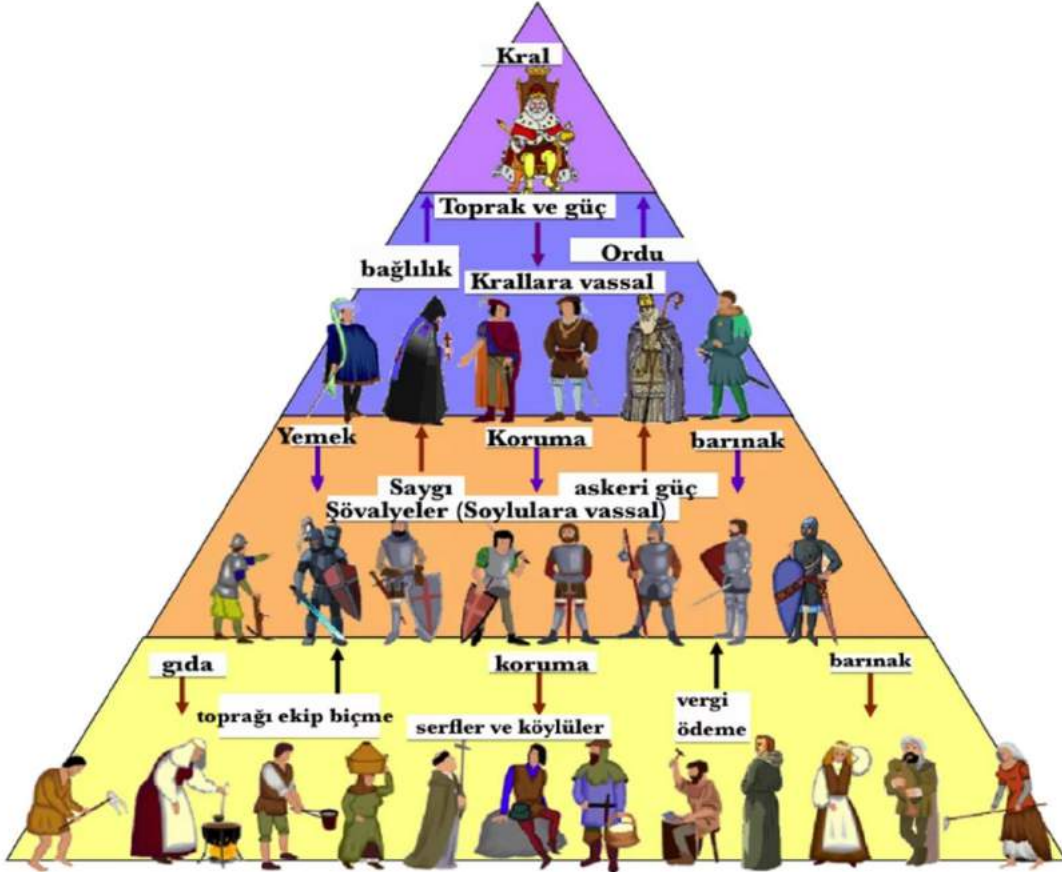 Kral
Toprak ve güç
bağlılık
Ordu
Krallara vassal
Yemek
Koruma
barınak
Saygı
askeri güç
Şövalyeler (Soylulara vassal)
gıda
koruma
barınak
toprağı ekip biçme
serfler ve köylüler
vergi
ödeme